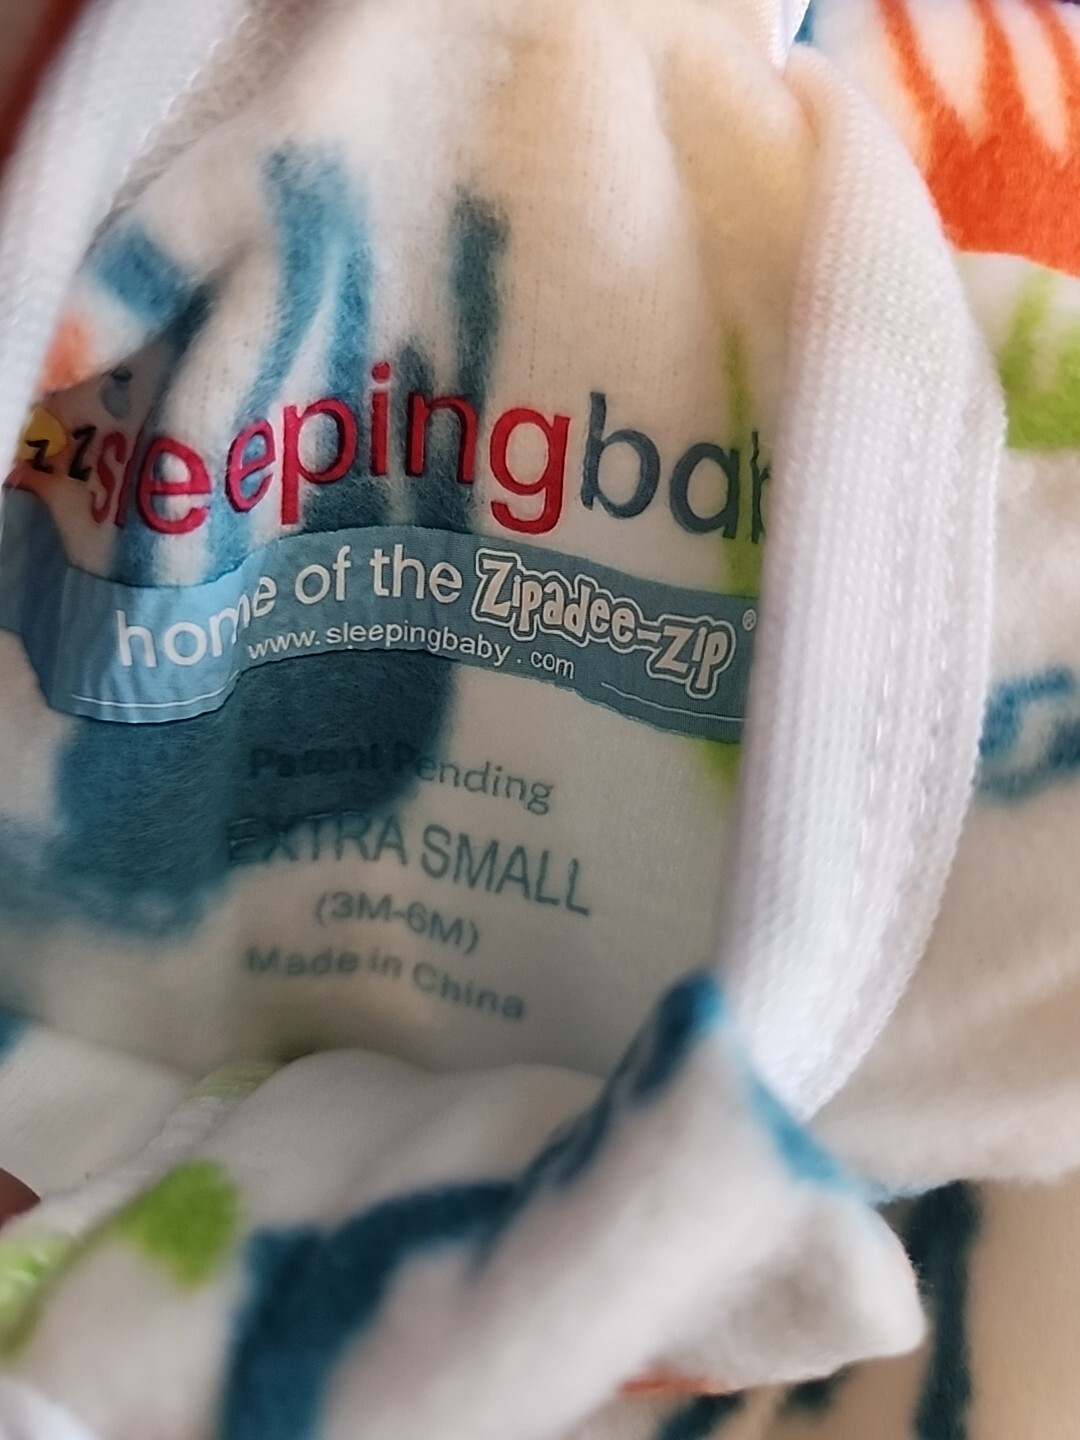 z z sleepingbab
home of the Zipadee-Zip®
www.sleepingbaby.com
Patent Pending
EXTRA SMALL
(3M-6M)
Made in China